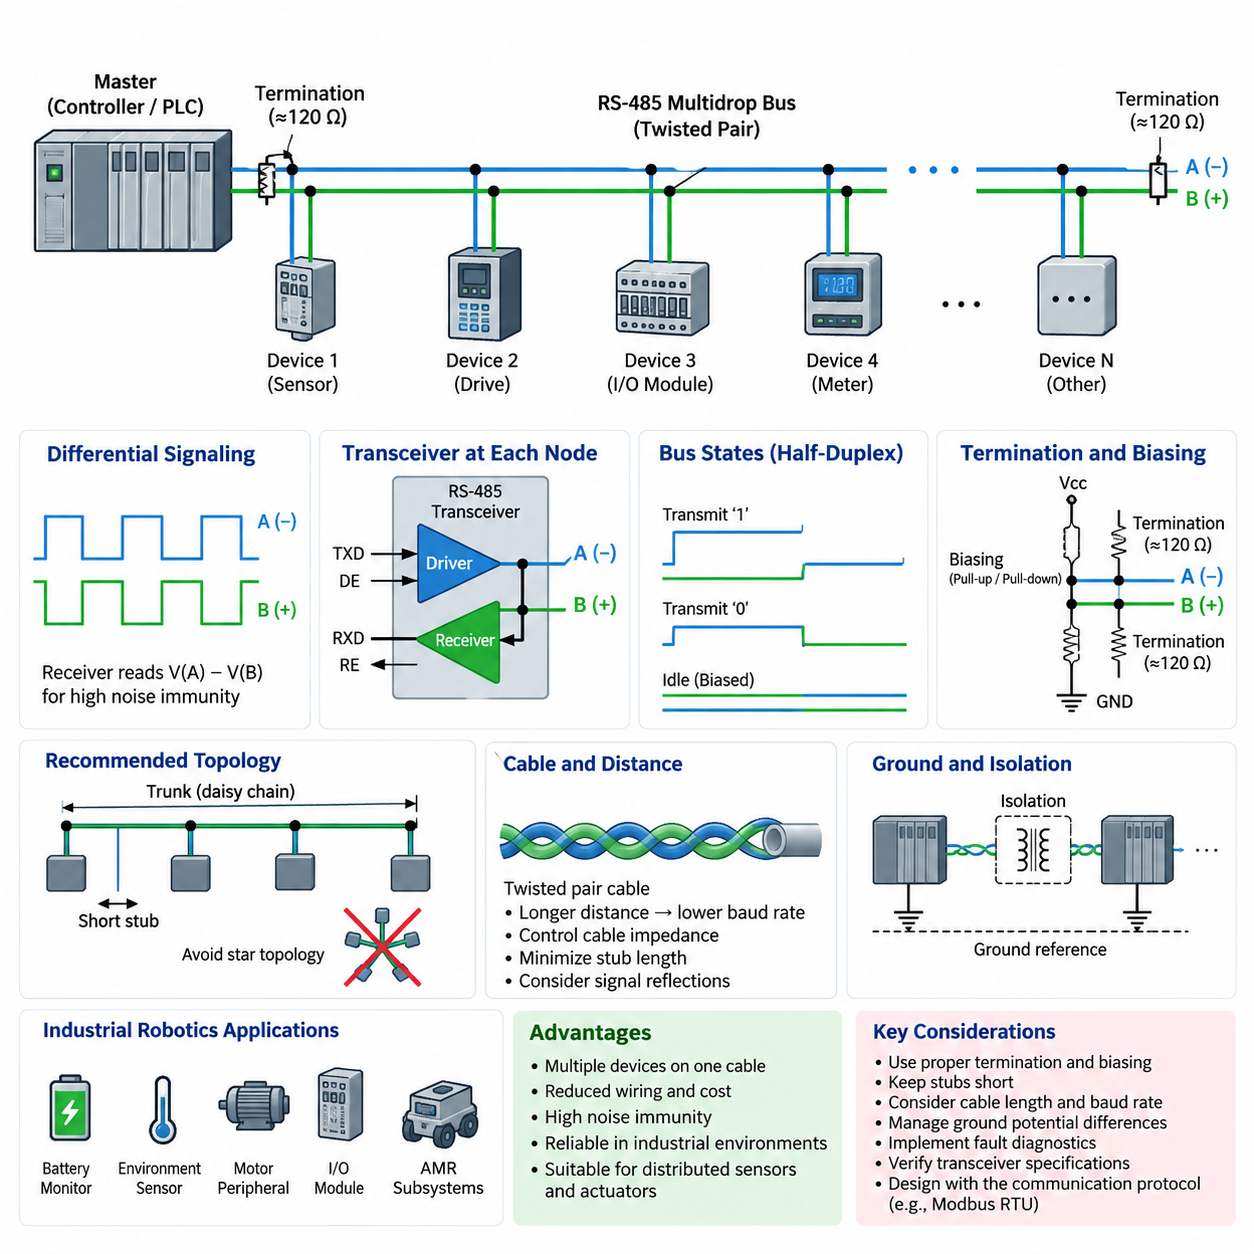 Master
(Controller / PLC)
Termination
(≈120 Ω)
RS-485 Multidrop Bus
(Twisted Pair)
Termination
(≈120 Ω)
A (−)
B (+)
Device 1
(Sensor)
Device 2
(Drive)
Device 3
(I/O Module)
Device 4
(Meter)
Device N
(Other)
Differential Signaling
A (−)
B (+)
Receiver reads V(A) − V(B)
for high noise immunity
Transceiver at Each Node
RS-485
Transceiver
TXD
DE
Driver
A (−)
B (+)
RXD
RE
Receiver
Bus States (Half-Duplex)
Transmit ‘1’
Transmit ‘0’
Idle (Biased)
Termination and Biasing
Vcc
Termination
(≈120 Ω)
Biasing
(Pull-up / Pull-down)
A (−)
B (+)
Termination
(≈120 Ω)
GND
Recommended Topology
Trunk (daisy chain)
Short stub
Avoid star topology
Cable and Distance
Twisted pair cable
• Longer distance → lower baud rate
• Control cable impedance
• Minimize stub length
• Consider signal reflections
Ground and Isolation
Isolation
Ground reference
Industrial Robotics Applications
Battery
Monitor
Environment
Sensor
Motor
Peripheral
I/O
Module
AMR
Subsystems
Advantages
• Multiple devices on one cable
• Reduced wiring and cost
• High noise immunity
• Reliable in industrial environments
• Suitable for distributed sensors
and actuators
Key Considerations
• Use proper termination and biasing
• Keep stubs short
• Consider cable length and baud rate
• Manage ground potential differences
• Implement fault diagnostics
• Verify transceiver specifications
• Design with the communication protocol
(e.g., Modbus RTU)